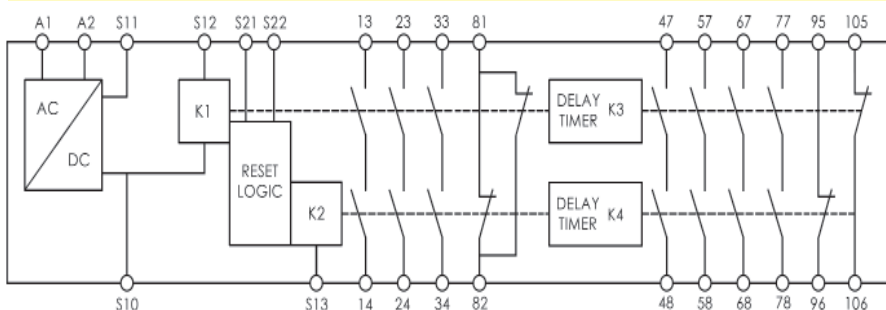 A1 A2 S11 S12 S21 S22 13 23 33 81 47 57 67 77 95 105
AC
DC
K1
RESET
LOGIC
K2
DELAY
TIMER K3
DELAY
TIMER K4
S10 S13 14 24 34 82 48 58 68 78 96 106